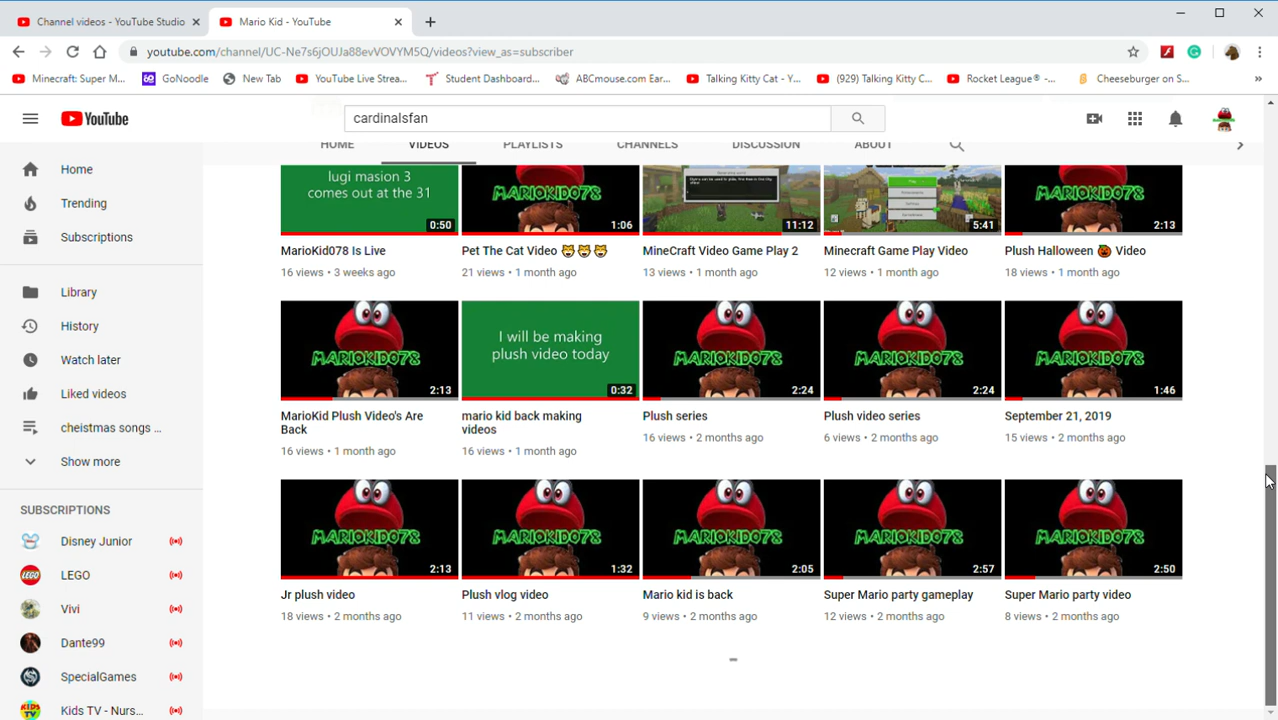 Channel videos - YouTube Studio
Mario Kid - YouTube
youtube.com/channel/UC-Ne7s6jOUJa88evVOVYM5Q/videos?view_as=subscriber
Minecraft: Super M...
GoNoodle
New Tab
YouTube Live Strea...
Student Dashboard...
ABCmouse.com Ear...
Talking Kitty Cat - Y...
(929) Talking Kitty C...
Rocket League® -...
Cheeseburger on S...
YouTube
cardinalsfan
HOME VIDEOS PLAYLISTS CHANNELS DISCUSSION ABOUT
Home
Trending
Subscriptions
Library
History
Watch later
Liked videos
cheistmas songs ...
Show more
SUBSCRIPTIONS
Disney Junior
LEGO
Vivi
Dante99
SpecialGames
KiDS
TV
Kids TV - Nurs...
lugi masion 3
comes out at the 31
0:50
MarioKid078 Is Live
16 views • 3 weeks ago
MARIOKID078
1:06
Pet The Cat Video 😼😼😼
21 views • 1 month ago
11:12
MineCraft Video Game Play 2
13 views • 1 month ago
5:41
Minecraft Game Play Video
12 views • 1 month ago
MARIOKID078
2:13
Plush Halloween 🎃 Video
18 views • 1 month ago
MARIOKID078
2:13
MarioKid Plush Video's Are
Back
16 views • 1 month ago
I will be making
plush video today
0:32
mario kid back making
videos
16 views • 1 month ago
MARIOKID078
2:24
Plush series
16 views • 2 months ago
MARIOKID078
2:24
Plush video series
6 views • 2 months ago
MARIOKID078
1:46
September 21, 2019
15 views • 2 months ago
MARIOKID078
2:13
Jr plush video
18 views • 2 months ago
MARIOKID078
1:32
Plush vlog video
11 views • 2 months ago
MARIOKID078
2:05
Mario kid is back
9 views • 2 months ago
MARIOKID078
2:57
Super Mario party gameplay
12 views • 2 months ago
MARIOKID078
2:50
Super Mario party video
8 views • 2 months ago